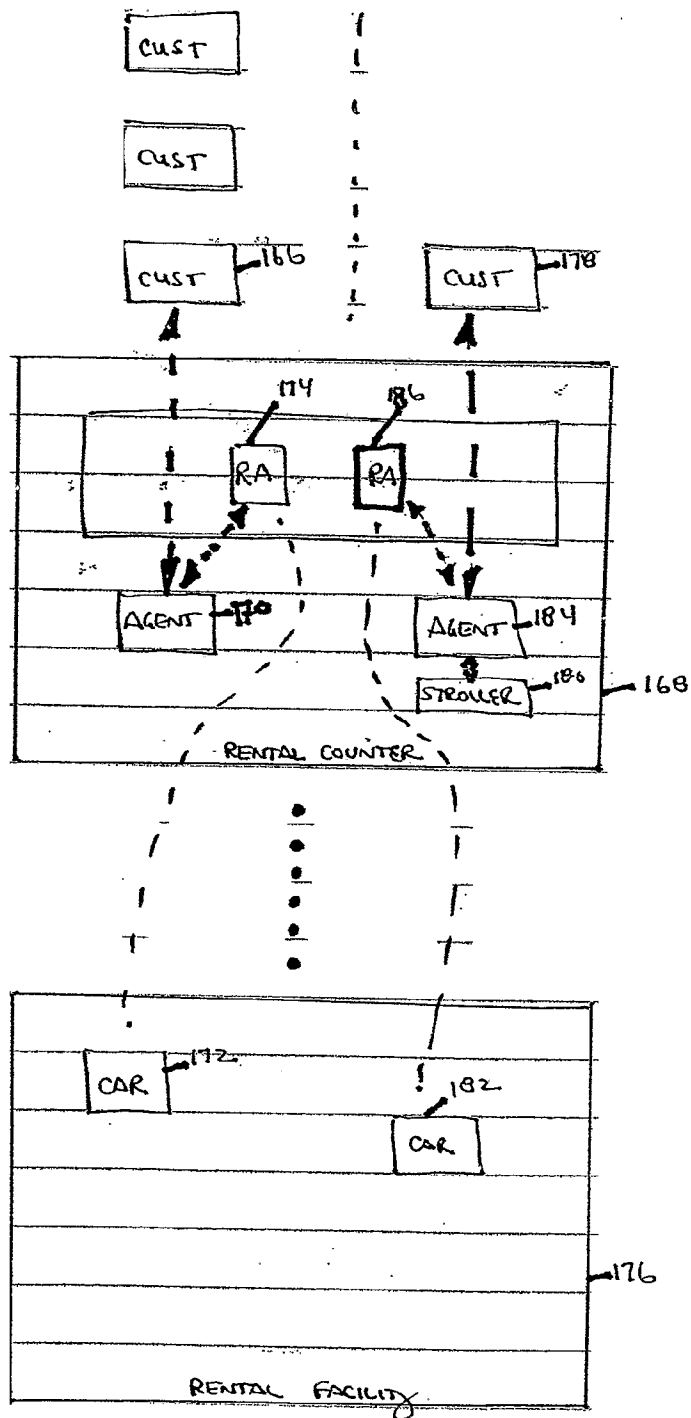 CUST
CUST
CUST 166
CUST 178
174 186
RA RA
AGENT 170
AGENT 184
STROLLER 180
168
RENTAL COUNTER
CAR 172
CAR 182
176
RENTAL FACILITY